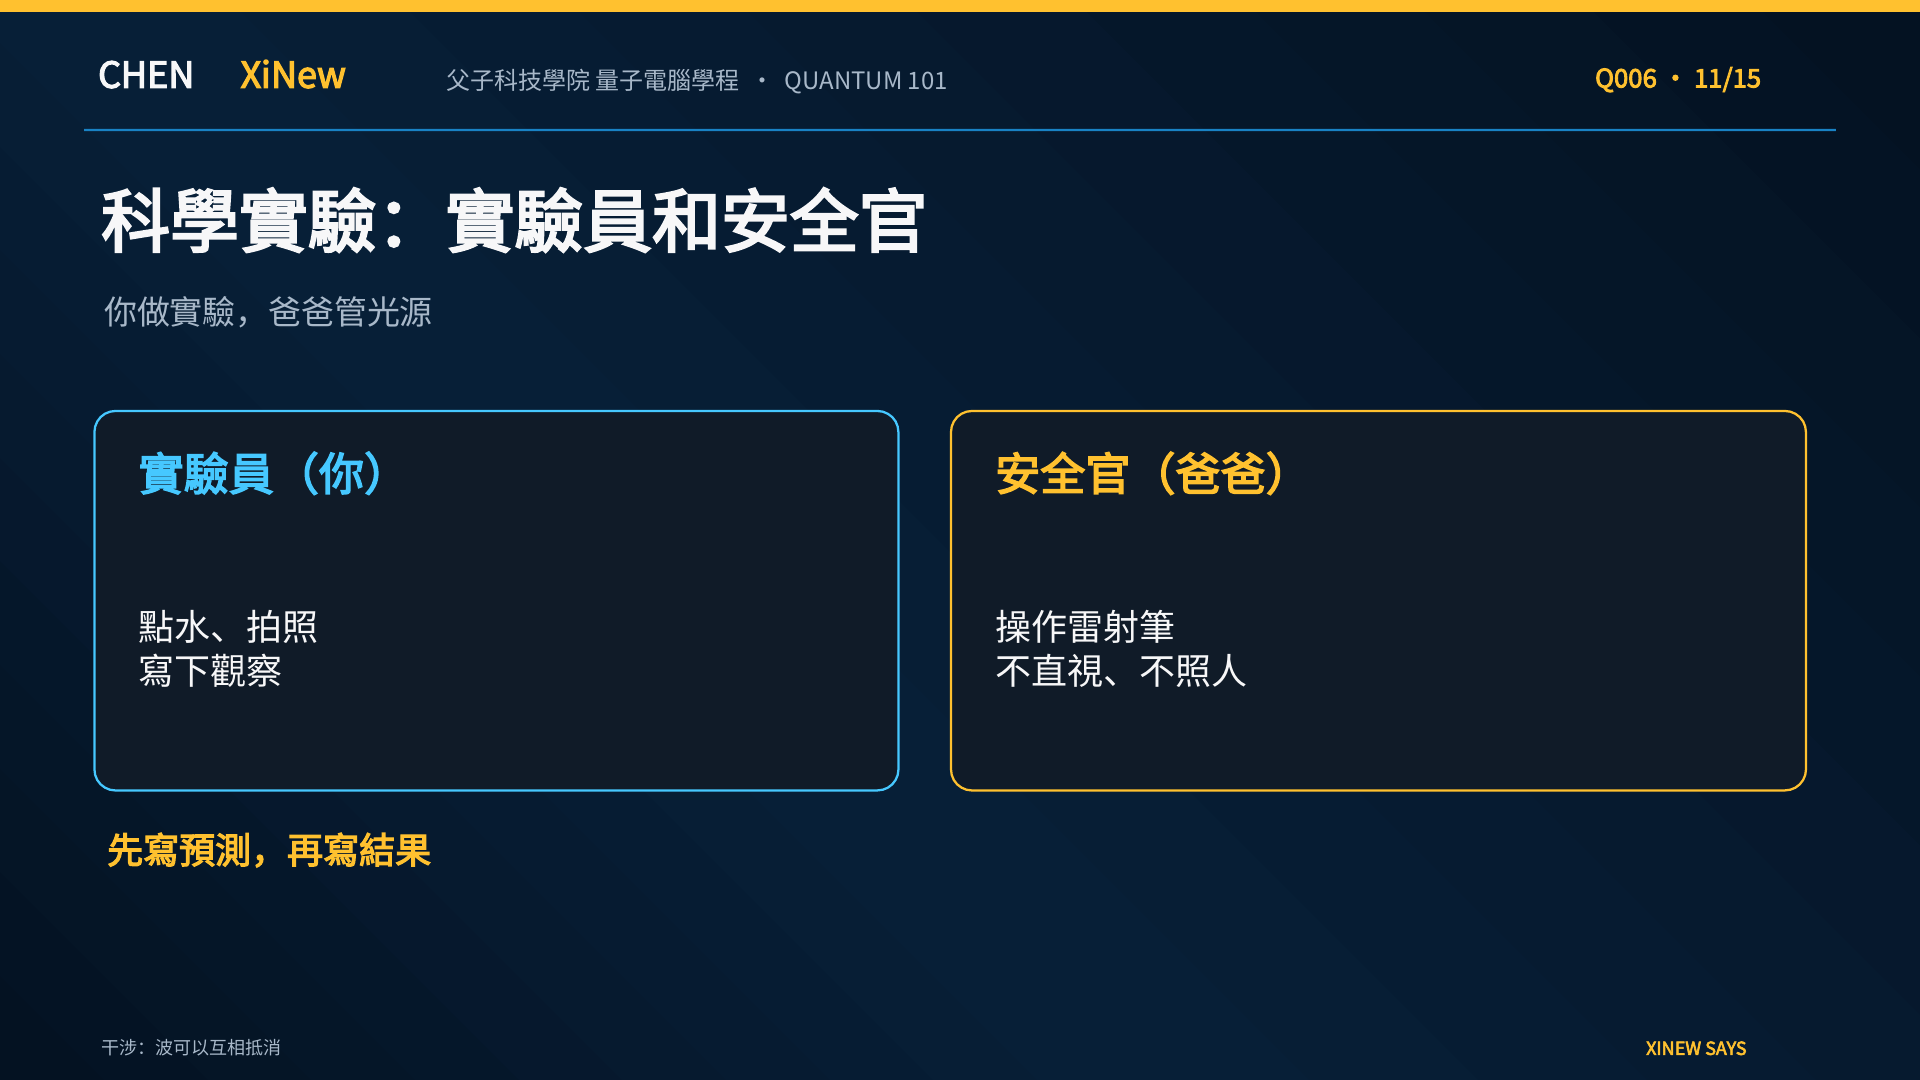 CHEN XiNew 父子科技學院 量子電腦學程 · QUANTUM 101 Q006 · 11/15
科學實驗：實驗員和安全官
你做實驗，爸爸管光源
實驗員（你）
點水、拍照
寫下觀察
安全官（爸爸）
操作雷射筆
不直視、不照人
先寫預測，再寫結果
干涉：波可以互相抵消
XINEW SAYS